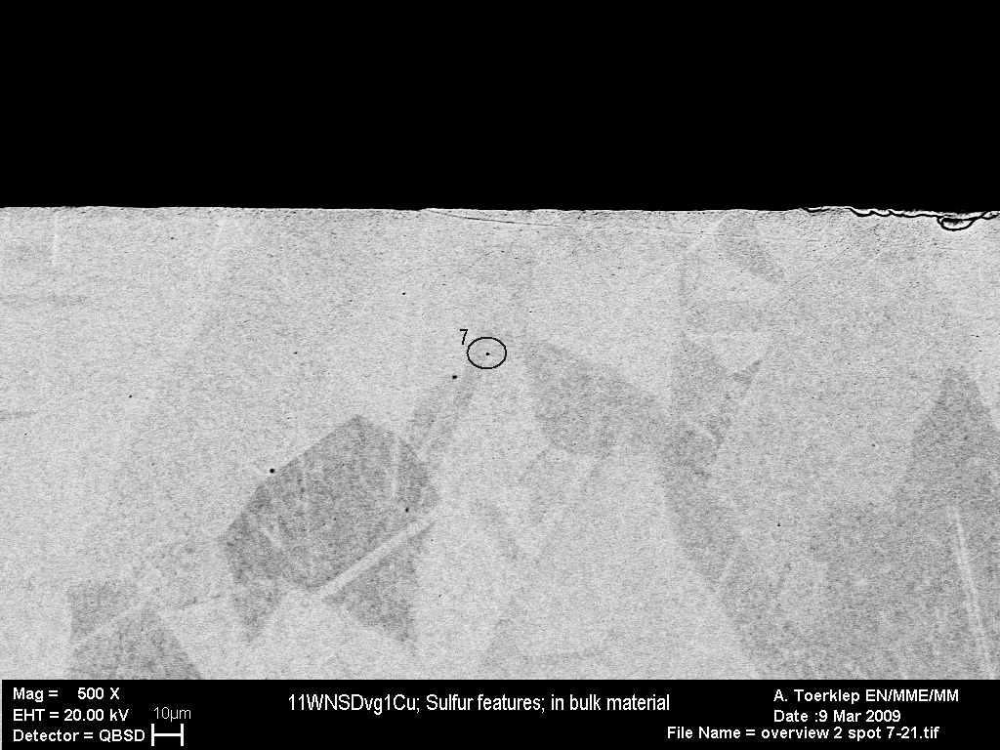 7
Mag = 500 X
EHT = 20.00 kV
Detector = QBSD
10µm
11WNSDvg1Cu; Sulfur features; in bulk material
A. Toerklep EN/MME/MM
Date :9 Mar 2009
File Name = overview 2 spot 7-21.tif